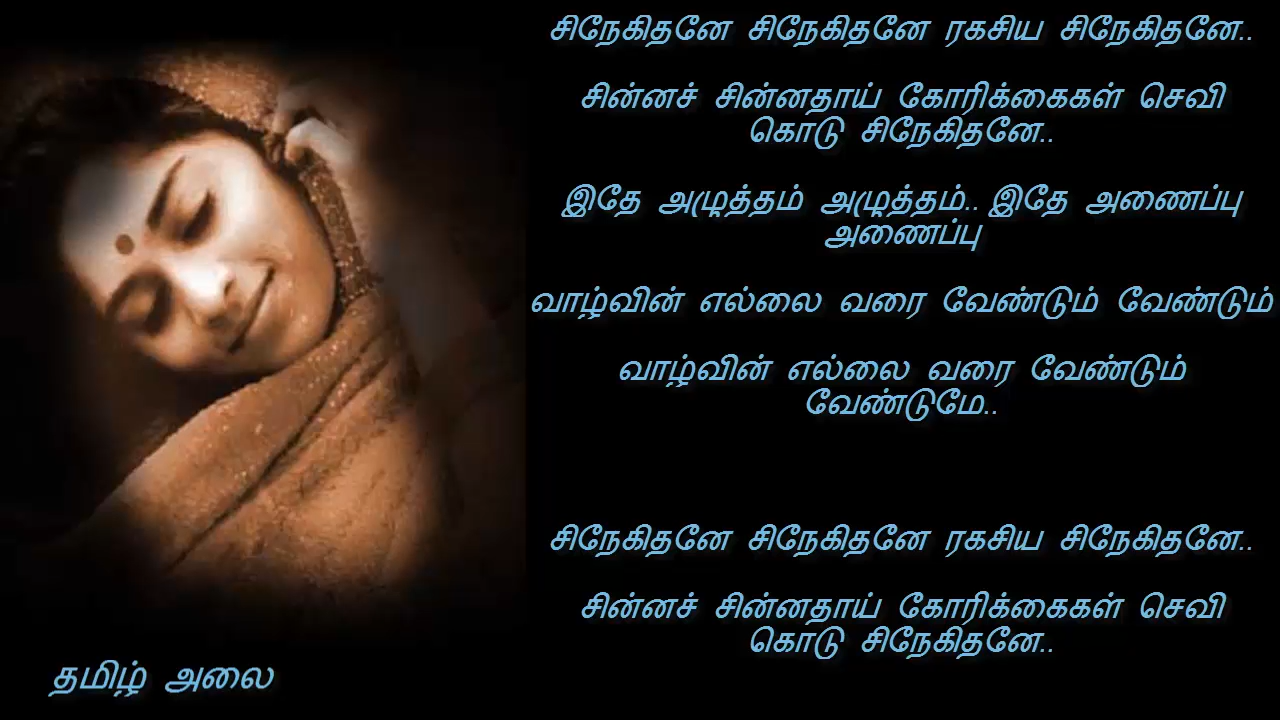 சிநேகிதனே சிநேகிதனே ரகசிய சிநேகிதனே..
சின்னச் சின்னதாய் கோரிக்கைகள் செவி
கொடு சிநேகிதனே..
இதே அழுத்தம் அழுத்தம்.. இதே அணைப்பு
அணைப்பு
வாழ்வின் எல்லை வரை வேண்டும் வேண்டும்
வாழ்வின் எல்லை வரை வேண்டும்
வேண்டுமே..
சிநேகிதனே சிநேகிதனே ரகசிய சிநேகிதனே..
சின்னச் சின்னதாய் கோரிக்கைகள் செவி
கொடு சிநேகிதனே..
தமிழ் அலை